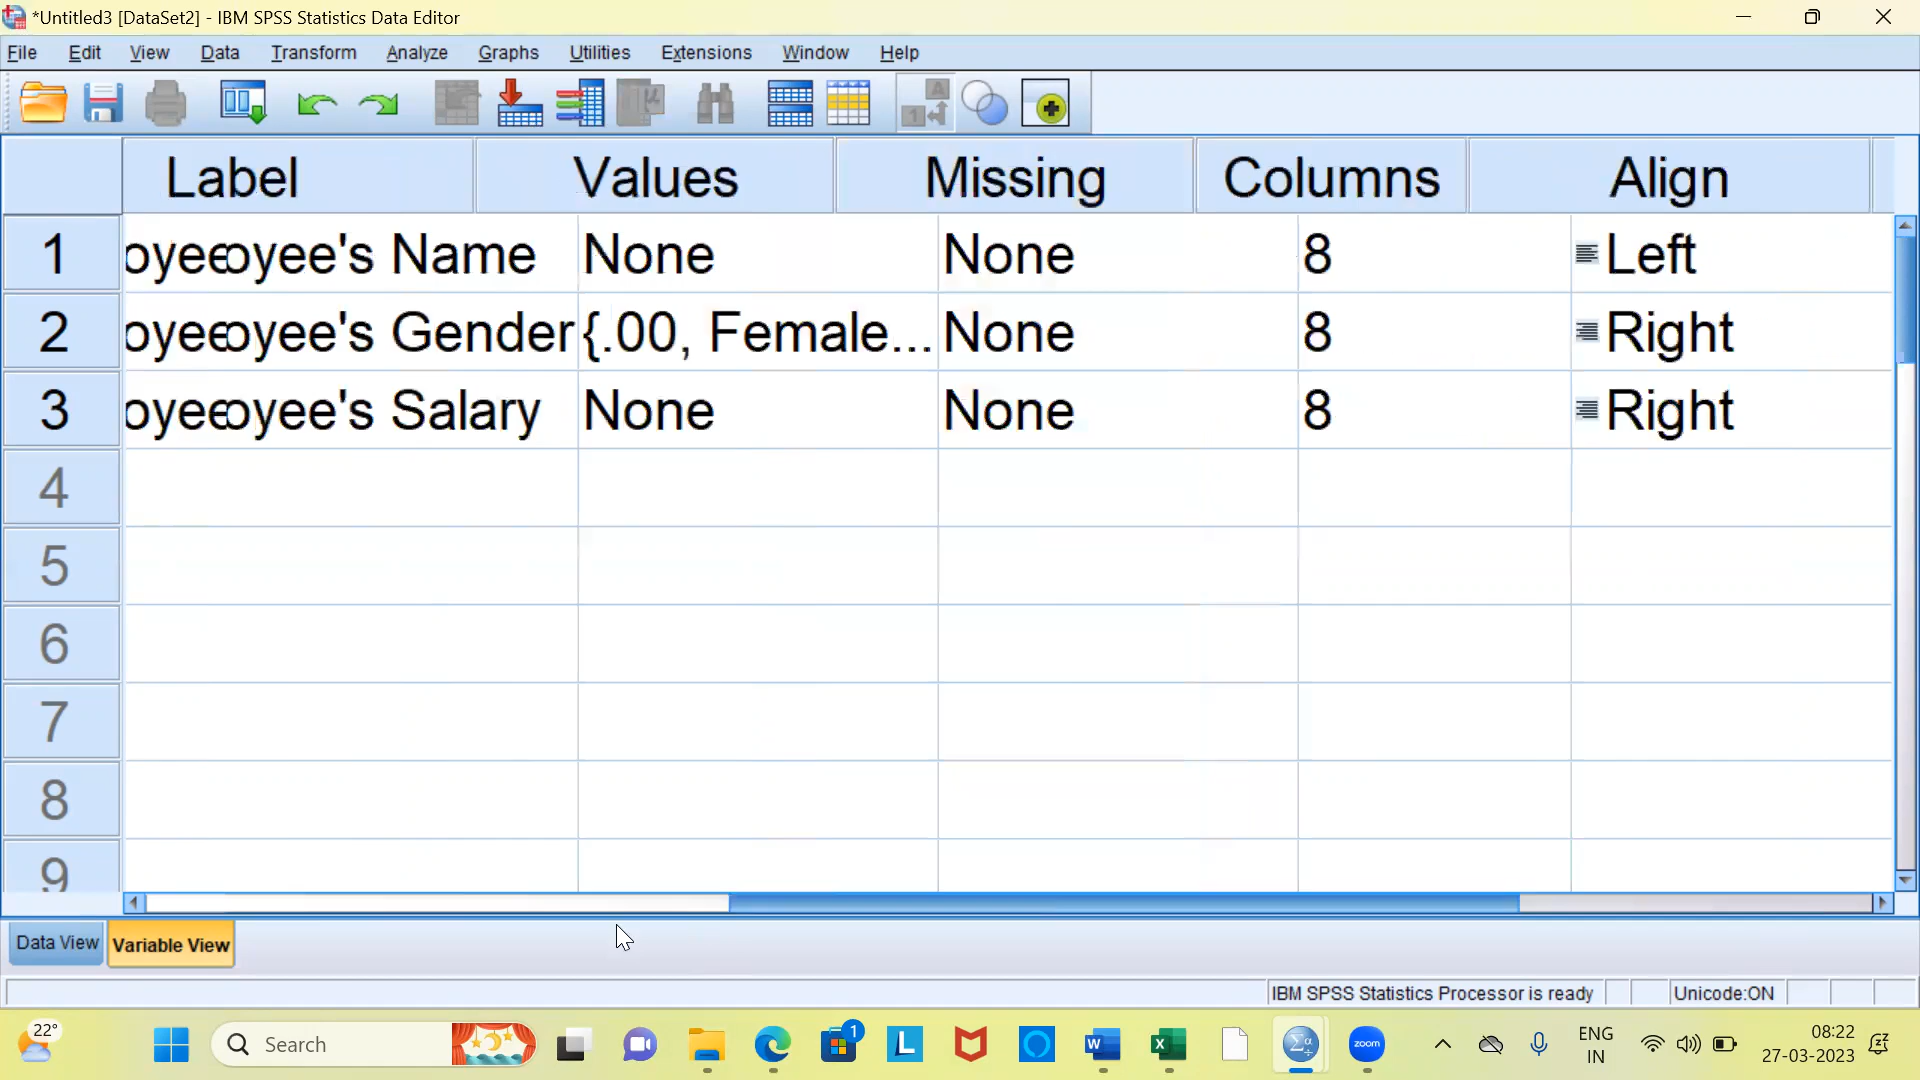 *Untitled3 [DataSet2] - IBM SPSS Statistics Data Editor
File Edit View Data Transform Analyze Graphs Utilities Extensions Window Help
Label Values Missing Columns Align
1 oyeeoyee's Name None None 8 Left
2 oyeeoyee's Gender {.00, Female... None 8 Right
3 oyeeoyee's Salary None None 8 Right
4
5
6
7
8
9
Data View Variable View
IBM SPSS Statistics Processor is ready Unicode:ON
22° Search 1 zoom ENG 08:22
IN 27-03-2023